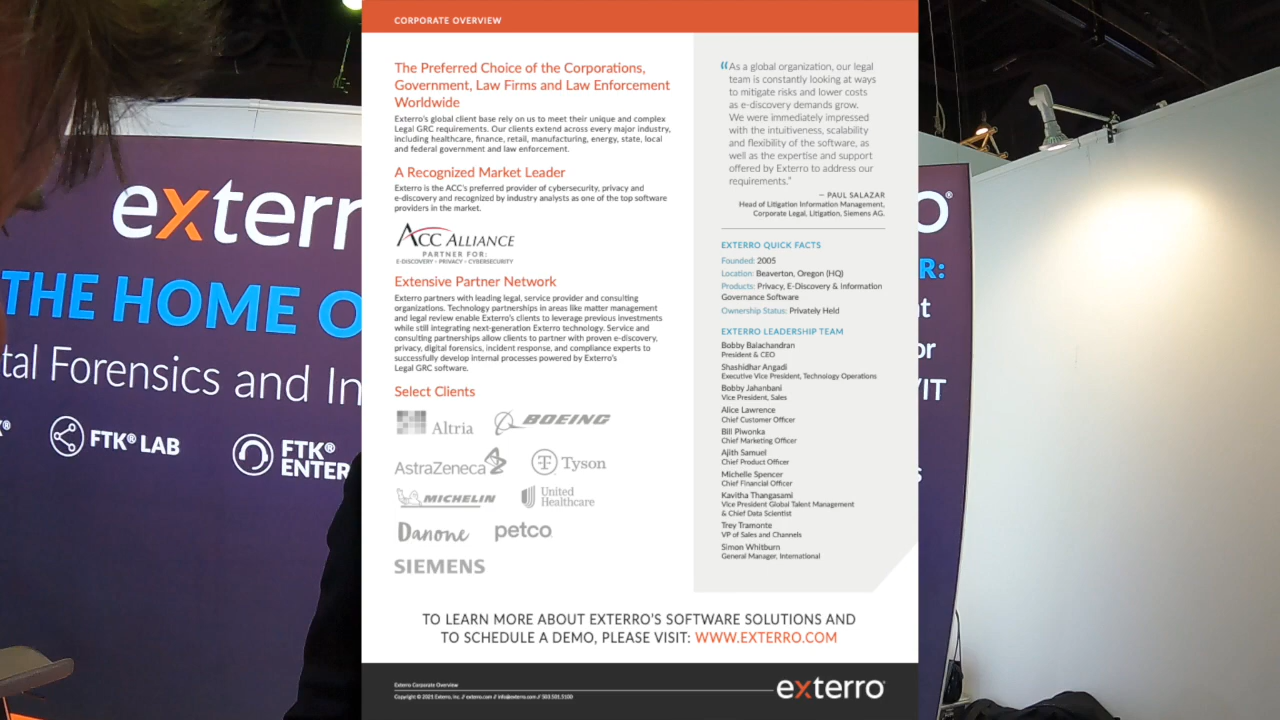 CORPORATE OVERVIEW
The Preferred Choice of the Corporations,
Government, Law Firms and Law Enforcement
Worldwide
Exterro's global client base rely on us to meet their unique and complex
Legal GRC requirements. Our clients extend across every major industry,
including healthcare, finance, retail, manufacturing, energy, state, local
and federal government and law enforcement.
A Recognized Market Leader
Exterro is the ACC's preferred provider of cybersecurity, privacy and
e-discovery and recognized by industry analysts as one of the top software
providers in the market.
ACC ALLIANCE
PARTNER FOR:
E-DISCOVERY • PRIVACY • CYBERSECURITY
Extensive Partner Network
Exterro partners with leading legal, service provider and consulting
organizations. Technology partnerships in areas like matter management
and legal review enable Exterro's clients to leverage previous investments
while still integrating next-generation Exterro technology. Service and
consulting partnerships allow clients to partner with proven e-discovery,
privacy, digital forensics, incident response, and compliance experts to
successfully develop internal processes powered by Exterro's
Legal GRC software.
Select Clients
Altria
BOEING
AstraZeneca
Tyson
MICHELIN
United
Healthcare
Danone
petco
SIEMENS
“As a global organization, our legal
team is constantly looking at ways
to mitigate risks and lower costs
as e-discovery demands grow.
We were immediately impressed
with the intuitiveness, scalability
and flexibility of the software, as
well as the expertise and support
offered by Exterro to address our
requirements.”
— PAUL SALAZAR
Head of Litigation Information Management,
Corporate Legal, Litigation, Siemens AG.
EXTERRO QUICK FACTS
Founded: 2005
Location: Beaverton, Oregon (HQ)
Products: Privacy, E-Discovery & Information
Governance Software
Ownership Status: Privately Held
EXTERRO LEADERSHIP TEAM
Bobby Balachandran
President & CEO
Shashidhar Angadi
Executive Vice President, Technology Operations
Bobby Jahanbani
Vice President, Sales
Alice Lawrence
Chief Customer Officer
Bill Piwonka
Chief Marketing Officer
Ajith Samuel
Chief Product Officer
Michelle Spencer
Chief Financial Officer
Kavitha Thangasami
Vice President Global Talent Management
& Chief Data Scientist
Trey Tramonte
VP of Sales and Channels
Simon Whitburn
General Manager, International
TO LEARN MORE ABOUT EXTERRO'S SOFTWARE SOLUTIONS AND
TO SCHEDULE A DEMO, PLEASE VISIT: WWW.EXTERRO.COM
Exterro Corporate Overview
Copyright © 2021 Exterro, Inc. // exterro.com // info@exterro.com // 503.501.5100
exterro
exterr
THE HOME O
tal Forensics and In
FTK® LAB
FTK®
ENTER
R: